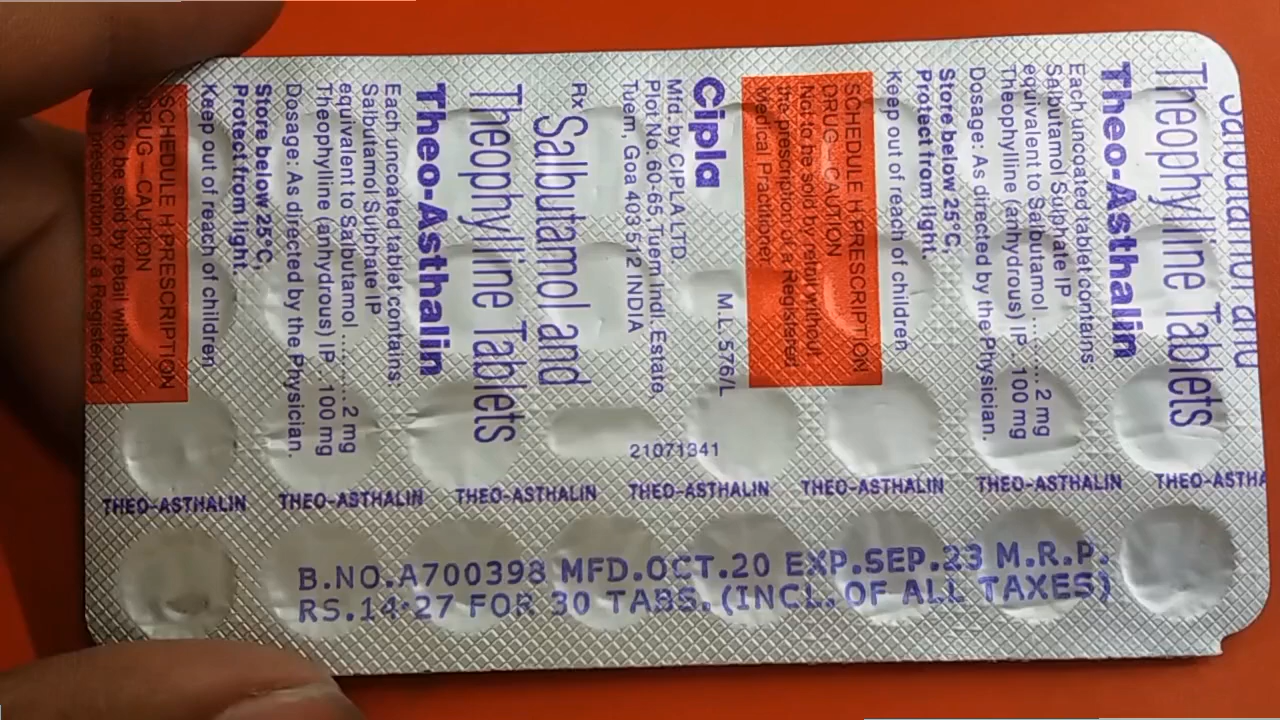 Salbutamol and
Theophylline Tablets
Theo-Asthalin
Each uncoated tablet contains:
Salbutamol Sulphate IP
equivalent to Salbutamol ....... 2 mg
Theophylline (anhydrous) IP .. 100 mg
Dosage: As directed by the Physician.
Store below 25°C,
Protect from light.
Keep out of reach of children
SCHEDULE H PRESCRIPTION
DRUG – CAUTION
Not to be sold by retail without
the prescription of a Registered
Medical Practitioner.
Cipla
M.L 576/L
Mfd. by CIPLA LTD.
Plot No. 60-65, Tuem Indl. Estate,
Tuem, Goa 403 512 INDIA
21071341
Rx Salbutamol and
Theophylline Tablets
Theo-Asthalin
Each uncoated tablet contains:
Salbutamol Sulphate IP
equivalent to Salbutamol ....... 2 mg
Theophylline (anhydrous) IP .. 100 mg
Dosage: As directed by the Physician.
Store below 25°C,
Protect from light.
Keep out of reach of children
SCHEDULE H PRESCRIPTION
DRUG – CAUTION
to be sold by retail without
prescription of a Registered
THEO-ASTHALIN THEO-ASTHALIN THEO-ASTHALIN THEO-ASTHALIN THEO-ASTHALIN THEO-ASTHALIN THEO-ASTHA
B.NO.A700398 MFD.OCT.20 EXP.SEP.23 M.R.P.
RS.14.27 FOR 30 TABS.(INCL.OF ALL TAXES)